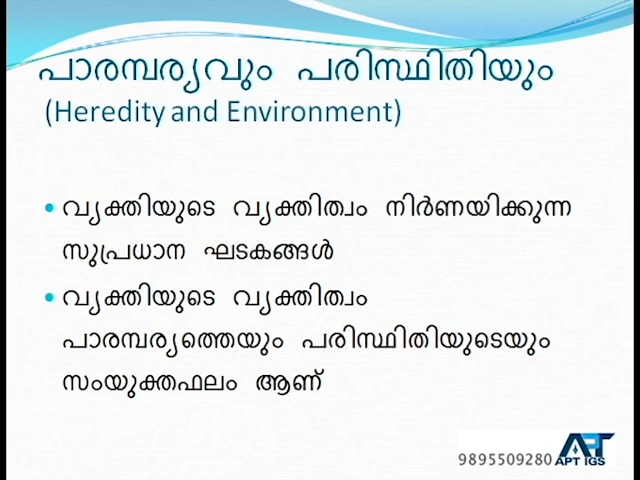 പാരമ്പര്യവും പരിസ്ഥിതിയും
(Heredity and Environment)
വ്യക്തിയുടെ വ്യക്തിത്വം നിർണയിക്കുന്ന
സുപ്രധാന ഘടകങ്ങൾ
വ്യക്തിയുടെ വ്യക്തിത്വം
പാരമ്പര്യത്തെയും പരിസ്ഥിതിയുടെയും
സംയുക്തഫലം ആണ്
9895509280
APT IGS